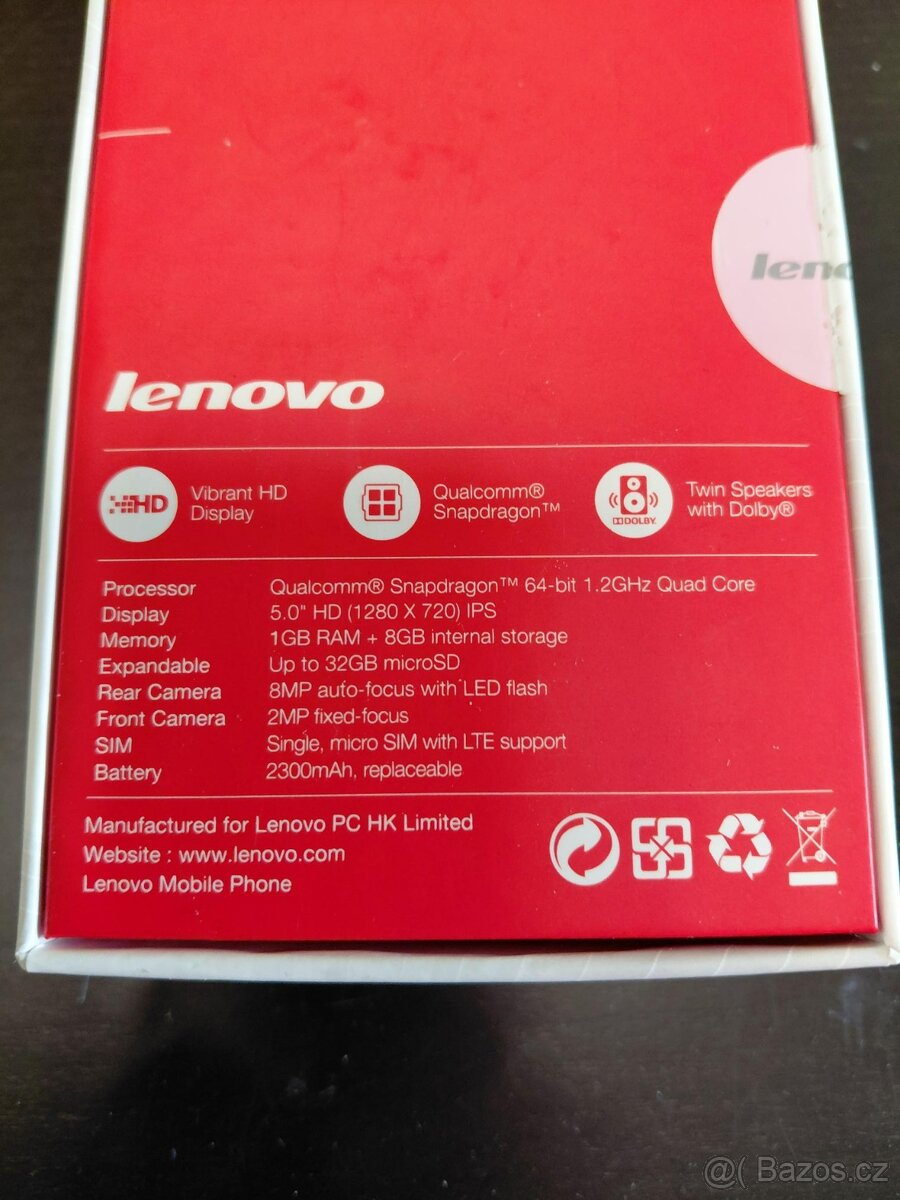 lenovo
lenovo
HD Vibrant HD Display
Qualcomm® Snapdragon™
DOLBY. Twin Speakers with Dolby®
Processor Qualcomm® Snapdragon™ 64-bit 1.2GHz Quad Core
Display 5.0" HD (1280 X 720) IPS
Memory 1GB RAM + 8GB internal storage
Expandable Up to 32GB microSD
Rear Camera 8MP auto-focus with LED flash
Front Camera 2MP fixed-focus
SIM Single, micro SIM with LTE support
Battery 2300mAh, replaceable
Manufactured for Lenovo PC HK Limited
Website : www.lenovo.com
Lenovo Mobile Phone
@( Bazos.cz